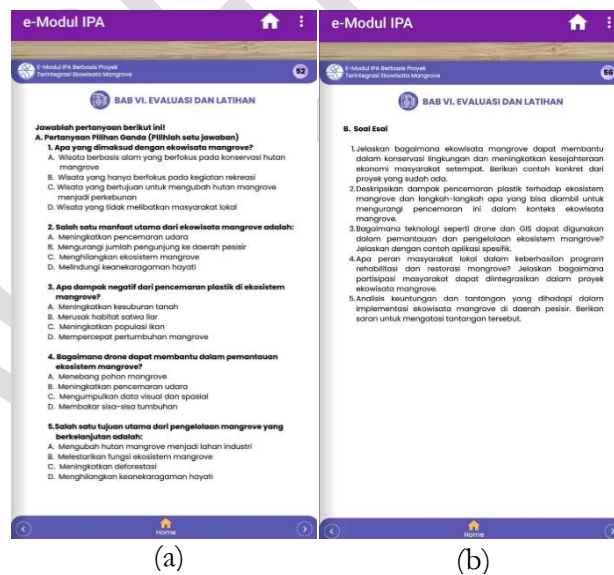 e-Modul IPA
E-Modul IPA Berbasis Proyek
Terintegrasi Ekowisata Mangrove
52
BAB VI. EVALUASI DAN LATIHAN
Jawablah pertanyaan berikut ini!
A. Pertanyaan Pilihan Ganda (Pilihlah satu jawaban)
1. Apa yang dimaksud dengan ekowisata mangrove?
A. Wisata berbasis alam yang berfokus pada konservasi hutan
mangrove
B. Wisata yang hanya berfokus pada kegiatan rekreasi
C. Wisata yang bertujuan untuk mengubah hutan mangrove
menjadi perkebunan
D. Wisata yang tidak melibatkan masyarakat lokal
2. Salah satu manfaat utama dari ekowisata mangrove adalah:
A. Meningkatkan pencemaran udara
B. Mengurangi jumlah pengunjung ke daerah pesisir
C. Menghilangkan ekosistem mangrove
D. Melindungi keanekaragaman hayati
3. Apa dampak negatif dari pencemaran plastik di ekosistem
mangrove?
A. Meningkatkan kesuburan tanah
B. Merusak habitat satwa liar
C. Meningkatkan populasi ikan
D. Mempercepat pertumbuhan mangrove
4. Bagaimana drone dapat membantu dalam pemantauan
ekosistem mangrove?
A. Menebang pohon mangrove
B. Meningkatkan pencemaran udara
C. Mengumpulkan data visual dan spasial
D. Membakar sisa-sisa tumbuhan
5.Salah satu tujuan utama dari pengelolaan mangrove yang
berkelanjutan adalah:
A. Mengubah hutan mangrove menjadi lahan industri
B. Melestarikan fungsi ekosistem mangrove
C. Meningkatkan deforestasi
D. Menghilangkan keanekaragaman hayati
Home
(a)
e-Modul IPA
E-Modul IPA Berbasis Proyek
Terintegrasi Ekowisata Mangrove
56
BAB VI. EVALUASI DAN LATIHAN
B. Soal Esai
1.Jelaskan bagaimana ekowisata mangrove dapat membantu
dalam konservasi lingkungan dan meningkatkan kesejahteraan
ekonomi masyarakat setempat. Berikan contoh konkret dari
proyek yang sudah ada.
2.Deskripsikan dampak pencemaran plastik terhadap ekosistem
mangrove dan langkah-langkah apa yang bisa diambil untuk
mengurangi pencemaran ini dalam konteks ekowisata
mangrove.
3.Bagaimana teknologi seperti drone dan GIS dapat digunakan
dalam pemantauan dan pengelolaan ekosistem mangrove?
Jelaskan dengan contoh aplikasi spesifik.
4.Apa peran masyarakat lokal dalam keberhasilan program
rehabilitasi dan restorasi mangrove? Jelaskan bagaimana
partisipasi masyarakat dapat diintegrasikan dalam proyek
ekowisata mangrove.
5.Analisis keuntungan dan tantangan yang dihadapi dalam
implementasi ekowisata mangrove di daerah pesisir. Berikan
saran untuk mengatasi tantangan tersebut.
Home
(b)